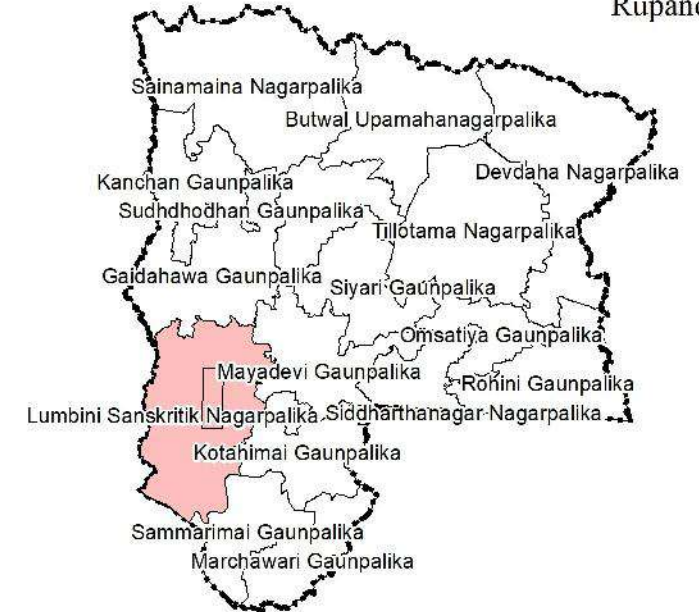 Rupand
Sainamaina Nagarpalika
Butwal Upamahanagarpalika
Devdaha Nagarpalika
Kanchan Gaunpalika
Sudhdhodhan Gaunpalika
Tillotama Nagarpalika
Gaidahawa Gaunpalika
Siyari Gaunpalika
Omsatiya Gaunpalika
Mayadevi Gaunpalika
Rohini Gaunpalika
Lumbini Sanskritik Nagarpalika
Siddharthanagar Nagarpalika
Kotahimai Gaunpalika
Sammarimai Gaunpalika
Marchawari Gaunpalika